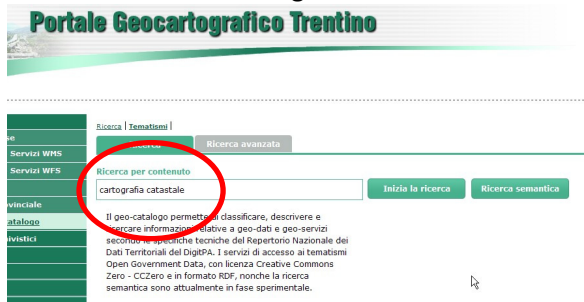 Portale Geocartografico Trentino
Ricerca | Tematismi |
Ricerca avanzata
Servizi WMS
Servizi WFS
Ricerca per contenuto
cartografia catastale
Inizia la ricerca
Ricerca semantica
Il geo-catalogo permette di classificare, descrivere e
ricercare informazioni relative a geo-dati e geo-servizi
secondo le specifiche tecniche del Repertorio Nazionale dei
Dati Territoriali del DigitPA. I servizi di accesso ai tematismi
Open Government Data, con licenza Creative Commons
Zero - CCZero e in formato RDF, nonche la ricerca
semantica sono attualmente in fase sperimentale.